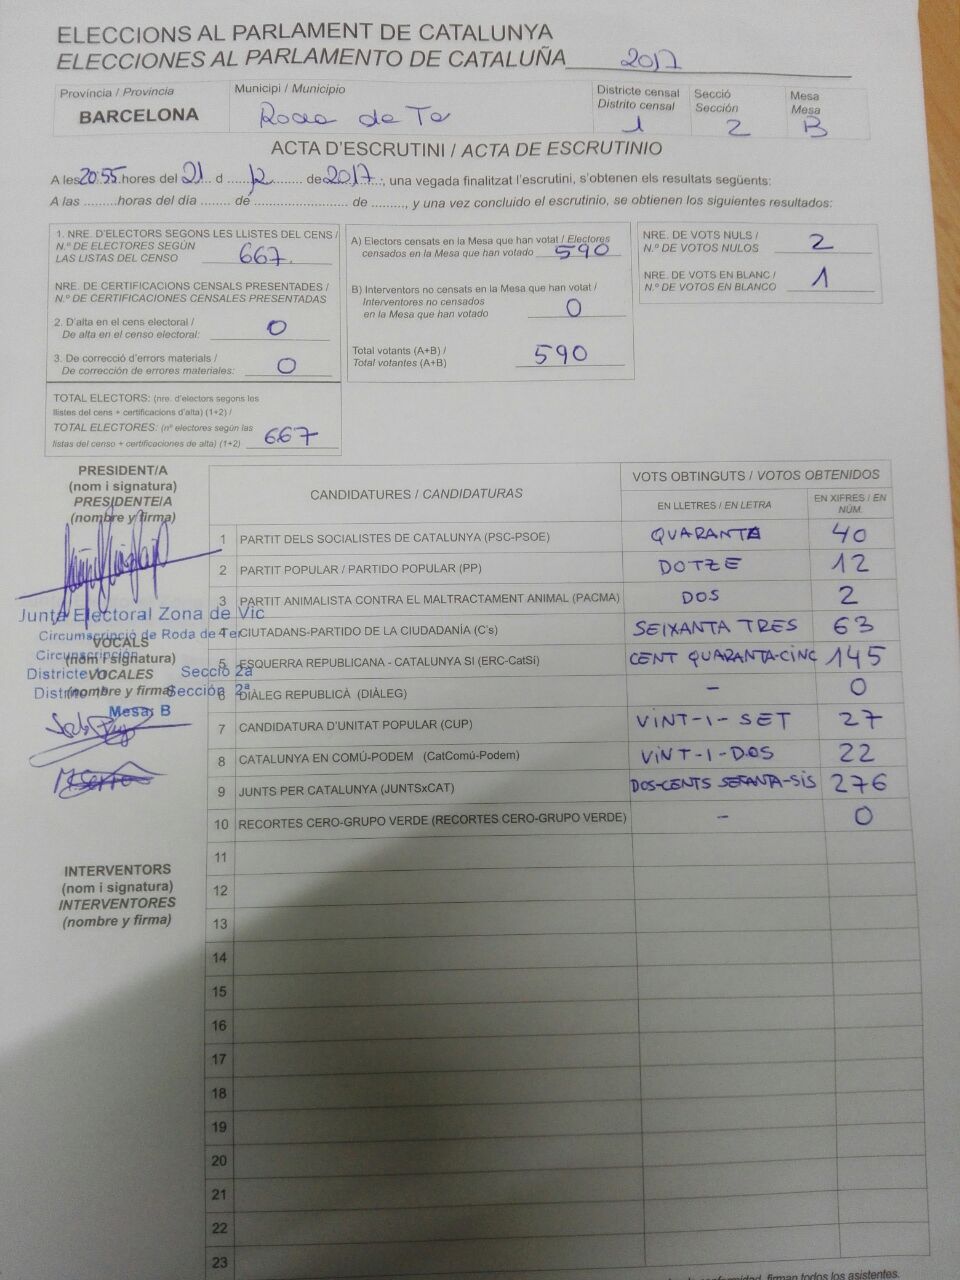 ELECCIONS AL PARLAMENT DE CATALUNYA
ELECCIONES AL PARLAMENTO DE CATALUÑA 2017
Província / Provincia
BARCELONA
Municipi / Municipio
Roda de Te
Districte censal
Distrito censal
1
Secció
Sección
2
Mesa
Mesa
B
ACTA D'ESCRUTINI / ACTA DE ESCRUTINIO
A les 20:55 hores del 21 d 12 de 2017, una vegada finalitzat l'escrutini, s'obtenen els resultats següents:
A las .........horas del día ........ de ........................ de ........., y una vez concluido el escrutinio, se obtienen los siguientes resultados:
1. NRE. D'ELECTORS SEGONS LES LLISTES DEL CENS /
N.º DE ELECTORES SEGÚN
LAS LISTAS DEL CENSO 667
NRE. DE CERTIFICACIONS CENSALS PRESENTADES /
N.º DE CERTIFICACIONES CENSALES PRESENTADAS
2. D'alta en el cens electoral /
De alta en el censo electoral: 0
3. De correcció d'errors materials /
De corrección de errores materiales: 0
TOTAL ELECTORS: (nre. d'electors segons les
llistes del cens + certificacions d'alta) (1+2) /
TOTAL ELECTORES: (nº electores según las
listas del censo + certificaciones de alta) (1+2) 667
A) Electors censats en la Mesa que han votat / Electores
censados en la Mesa que han votado 590
B) Interventors no censats en la Mesa que han votat /
Interventores no censados
en la Mesa que han votado 0
Total votants (A+B) /
Total votantes (A+B) 590
NRE. DE VOTS NULS /
N.º DE VOTOS NULOS 2
NRE. DE VOTS EN BLANC /
N.º DE VOTOS EN BLANCO 1
PRESIDENT/A
(nom i signatura)
PRESIDENTE/A
(nombre y firma)
Junta Electoral Zona de Vic
Circumscripció de Roda de Ter
Circunscripción
VOCALS
(nom i signatura)
VOCALES
(nombre y firma)
Districte
Secció 2a
Sección 2ª
Mesa: B
INTERVENTORS
(nom i signatura)
INTERVENTORES
(nombre y firma)
CANDIDATURES / CANDIDATURAS
VOTS OBTINGUTS / VOTOS OBTENIDOS
EN LLETRES / EN LETRA
EN XIFRES / EN NÚM.
1 PARTIT DELS SOCIALISTES DE CATALUNYA (PSC-PSOE) QUARANTA 40
2 PARTIT POPULAR / PARTIDO POPULAR (PP) DOTZE 12
3 PARTIT ANIMALISTA CONTRA EL MALTRACTAMENT ANIMAL (PACMA) DOS 2
4 CIUTADANS-PARTIDO DE LA CIUDADANÍA (C's) SEIXANTA TRES 63
5 ESQUERRA REPUBLICANA - CATALUNYA SI (ERC-CatSí) CENT QUARANTA-CINC 145
6 DIÀLEG REPUBLICÀ (DIÀLEG) – 0
7 CANDIDATURA D'UNITAT POPULAR (CUP) VINT-I-SET 27
8 CATALUNYA EN COMÚ-PODEM (CatComú-Podem) VINT-I-DOS 22
9 JUNTS PER CATALUNYA (JUNTSxCAT) DOS-CENTS SETANTA-SIS 276
10 RECORTES CERO-GRUPO VERDE (RECORTES CERO-GRUPO VERDE) – 0
11
12
13
14
15
16
17
18
19
20
21
22
23
conformidad, firman todos los asistentes.